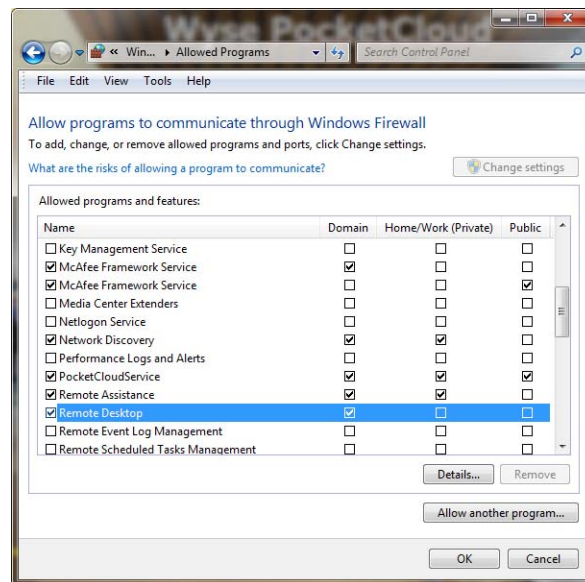 Wyse PocketCloud
« Win... Allowed Programs
Search Control Panel
File Edit View Tools Help
Allow programs to communicate through Windows Firewall
To add, change, or remove allowed programs and ports, click Change settings.
What are the risks of allowing a program to communicate?
Change settings
Allowed programs and features:
Name Domain Home/Work (Private) Public
Key Management Service
McAfee Framework Service
McAfee Framework Service
Media Center Extenders
Netlogon Service
Network Discovery
Performance Logs and Alerts
PocketCloudService
Remote Assistance
Remote Desktop
Remote Event Log Management
Remote Scheduled Tasks Management
Details... Remove
Allow another program...
OK Cancel